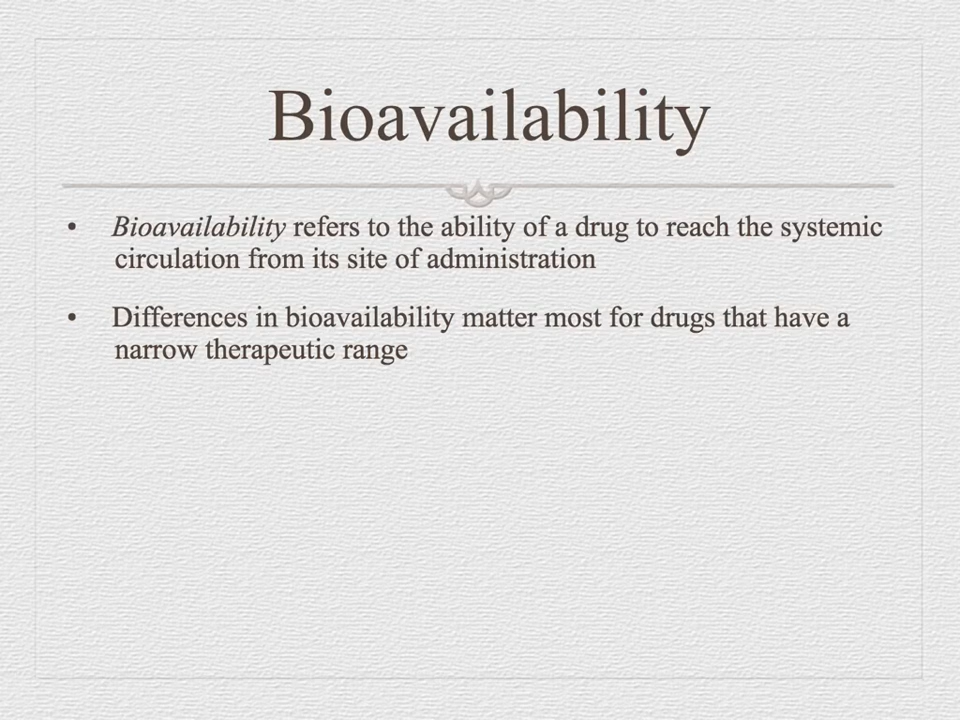 Bioavailability
• Bioavailability refers to the ability of a drug to reach the systemic
circulation from its site of administration
• Differences in bioavailability matter most for drugs that have a
narrow therapeutic range